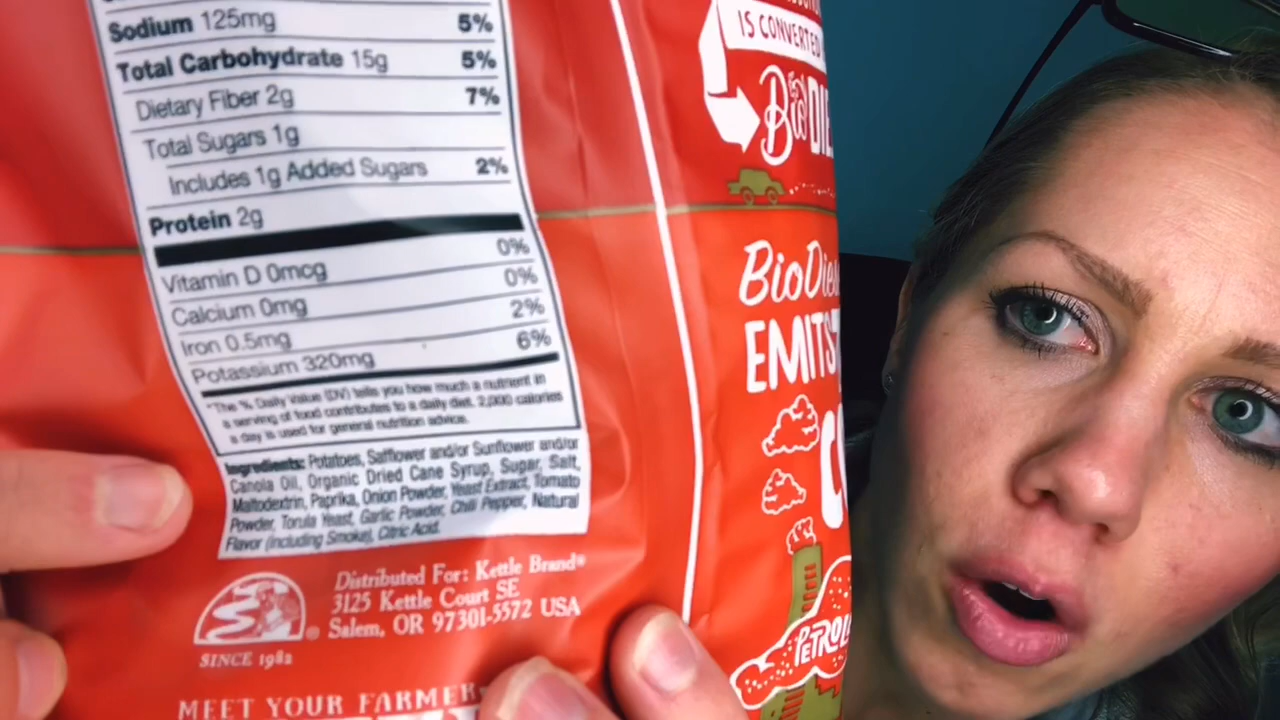 Sodium 125mg 5%
Total Carbohydrate 15g 5%
Dietary Fiber 2g 7%
Total Sugars 1g
Includes 1g Added Sugars 2%
Protein 2g
Vitamin D 0mcg 0%
Calcium 0mg 0%
Iron 0.5mg 2%
Potassium 320mg 6%
*The % Daily Value (DV) tells you how much a nutrient in
a serving of food contributes to a daily diet. 2,000 calories
a day is used for general nutrition advice.
Ingredients: Potatoes, Safflower and/or Sunflower and/or
Canola Oil, Organic Dried Cane Syrup, Sugar, Salt,
Maltodextrin, Paprika, Onion Powder, Yeast Extract, Tomato
Powder, Torula Yeast, Garlic Powder, Chili Pepper, Natural
Flavor (including Smoke), Citric Acid.
Distributed For: Kettle Brand®
3125 Kettle Court SE
Salem, OR 97301-5572 USA
®
SINCE 1982
MEET YOUR FARMER
IS CONVERTED
BioDIE
BioDie
EMITS
C
PETROL